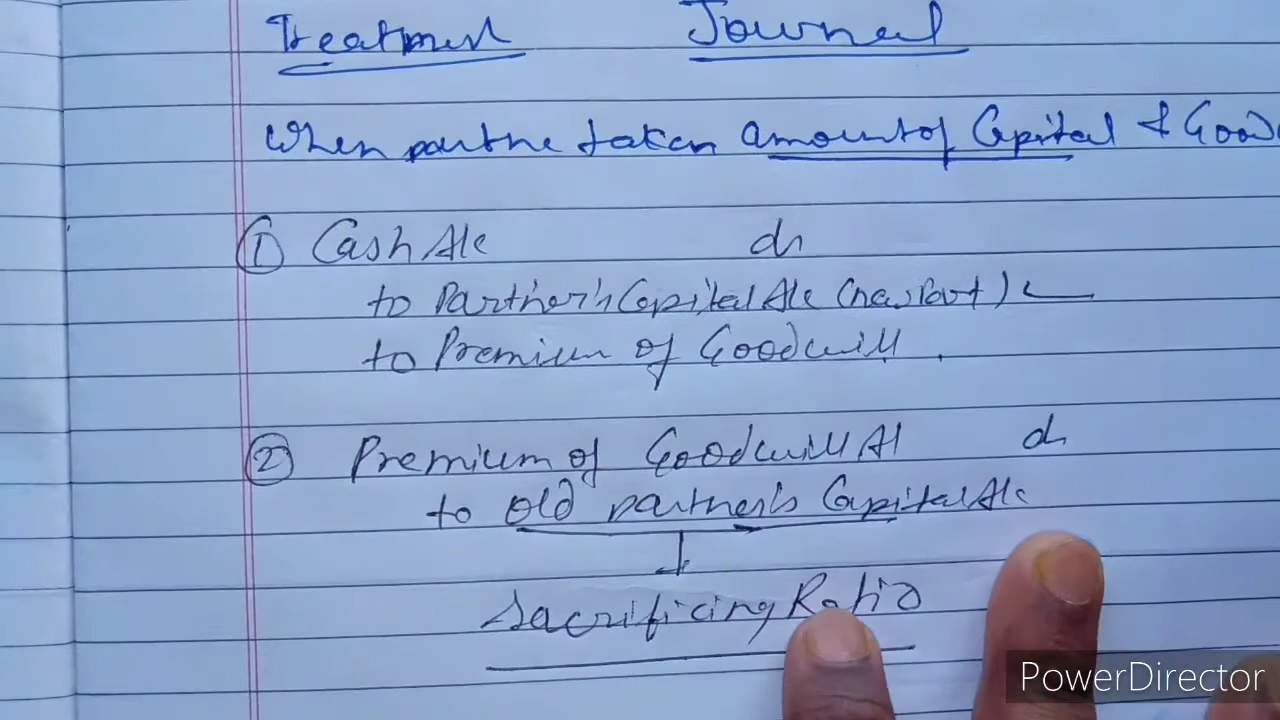 Treatment Journal
When partne taken amount of Capital & Good
① Cash A/c dr
to Partner's Capital A/c (new Part)
to Premium of Goodwill.
② Premium of Goodwill A/ dr
to Old partner's Capital A/c
Sacrificing Ratio
PowerDirector